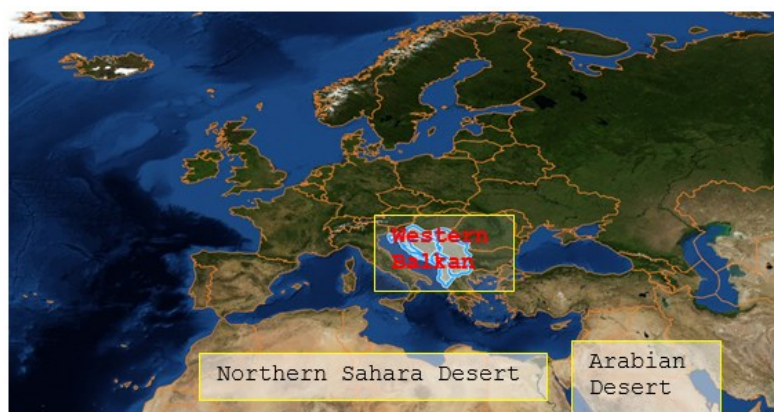 Western
Balkan
Northern Sahara Desert
Arabian
Desert